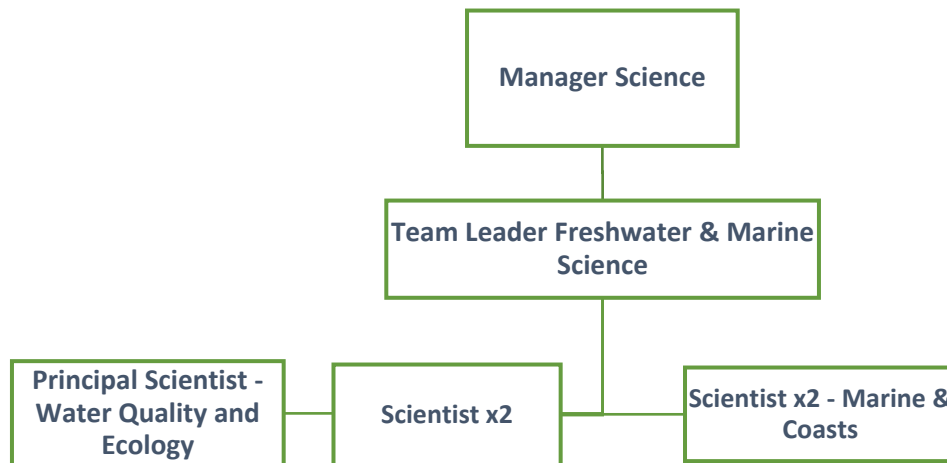 Manager Science
Team Leader Freshwater & Marine
Science
Principal Scientist -
Water Quality and
Ecology
Scientist x2
Scientist x2 - Marine &
Coasts